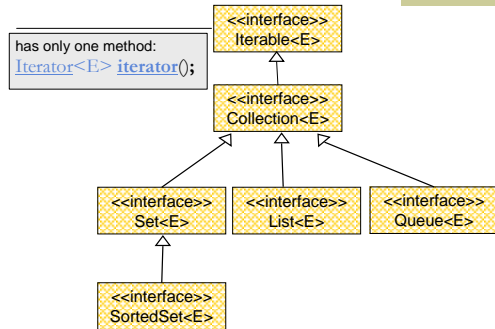 <<interface>>
Iterable<E>
has only one method:
Iterator<E> iterator();
<<interface>>
Collection<E>
<<interface>>
Set<E>
<<interface>>
List<E>
<<interface>>
Queue<E>
<<interface>>
SortedSet<E>